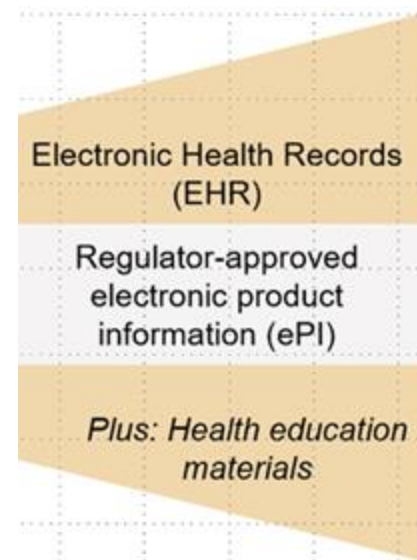 Electronic Health Records
(EHR)
Regulator-approved
electronic product
information (ePI)
Plus: Health education
materials